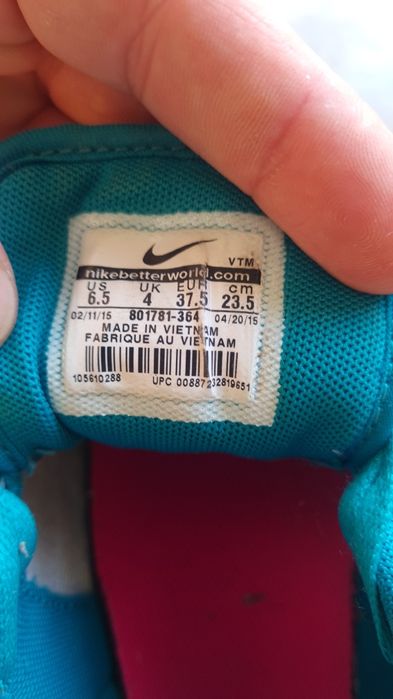 VTM
nikebetterworld.com
US UK EUR cm
6.5 4 37.5 23.5
02/11/15 801781-364 04/20/15
MADE IN VIETNAM
FABRIQUE AU VIETNAM
105610288 UPC 00887232819651